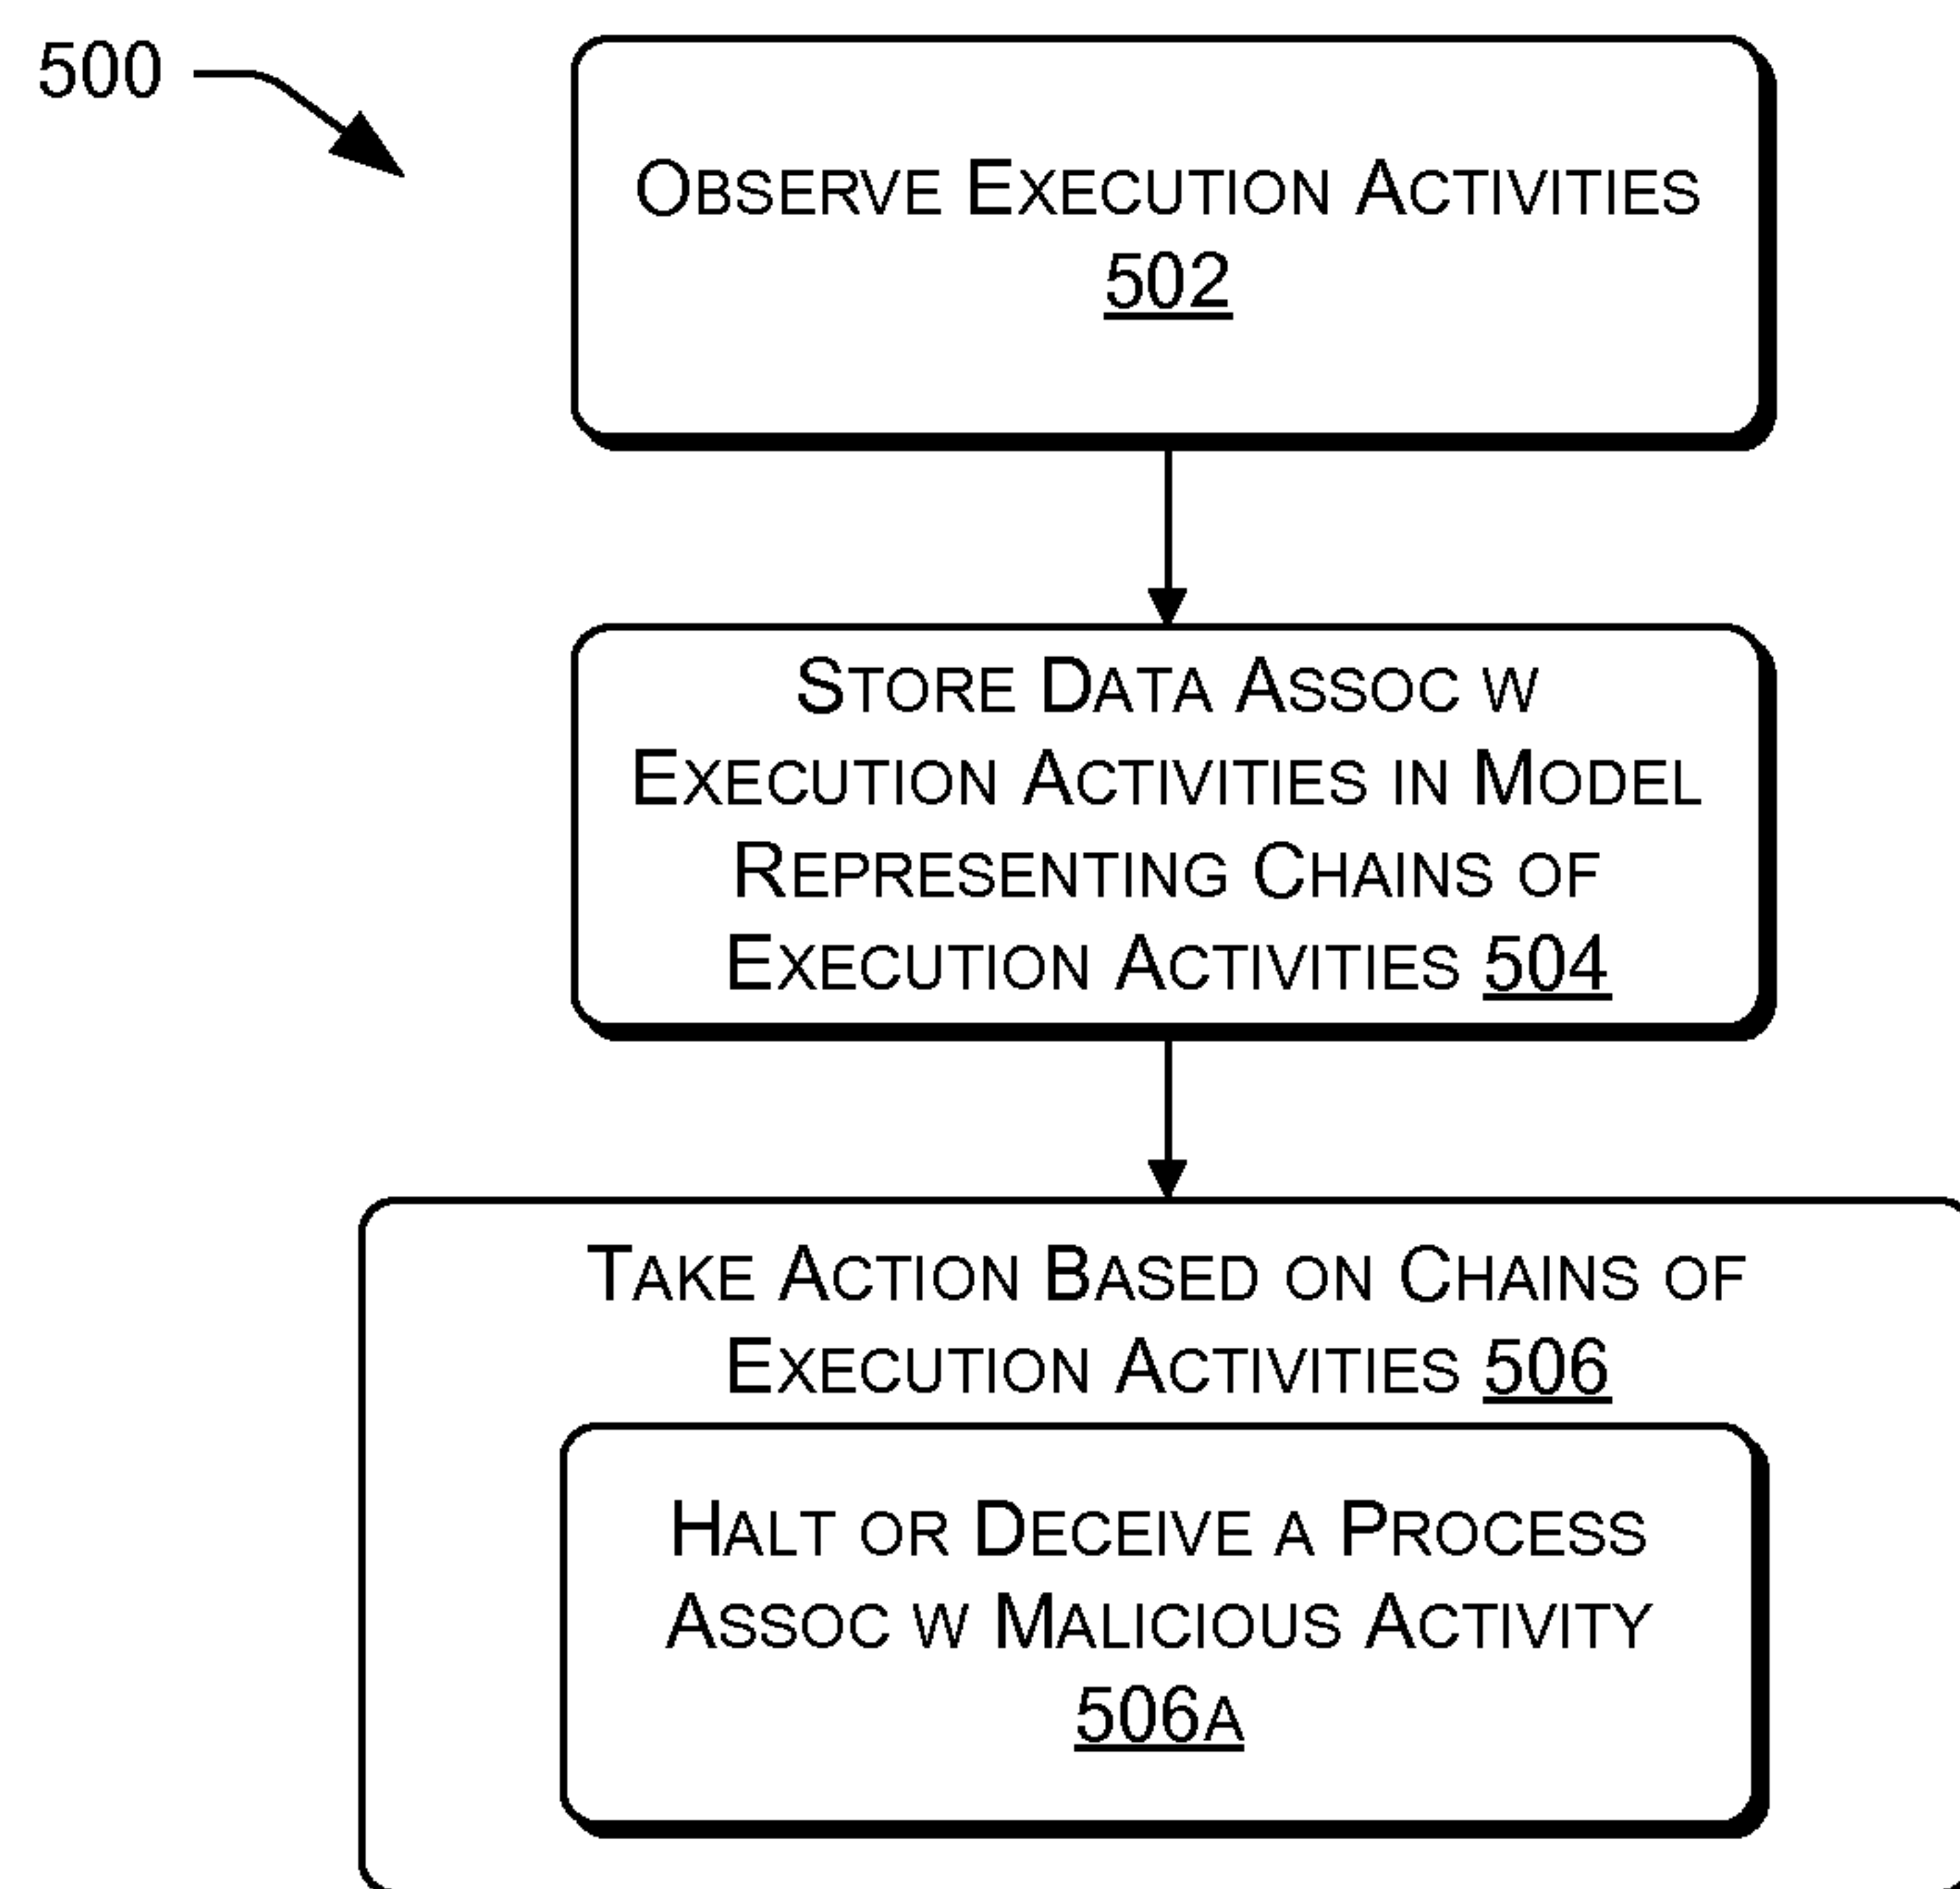 500
OBSERVE EXECUTION ACTIVITIES
502
STORE DATA ASSOC W
EXECUTION ACTIVITIES IN MODEL
REPRESENTING CHAINS OF
EXECUTION ACTIVITIES 504
TAKE ACTION BASED ON CHAINS OF
EXECUTION ACTIVITIES 506
HALT OR DECEIVE A PROCESS
ASSOC W MALICIOUS ACTIVITY
506A